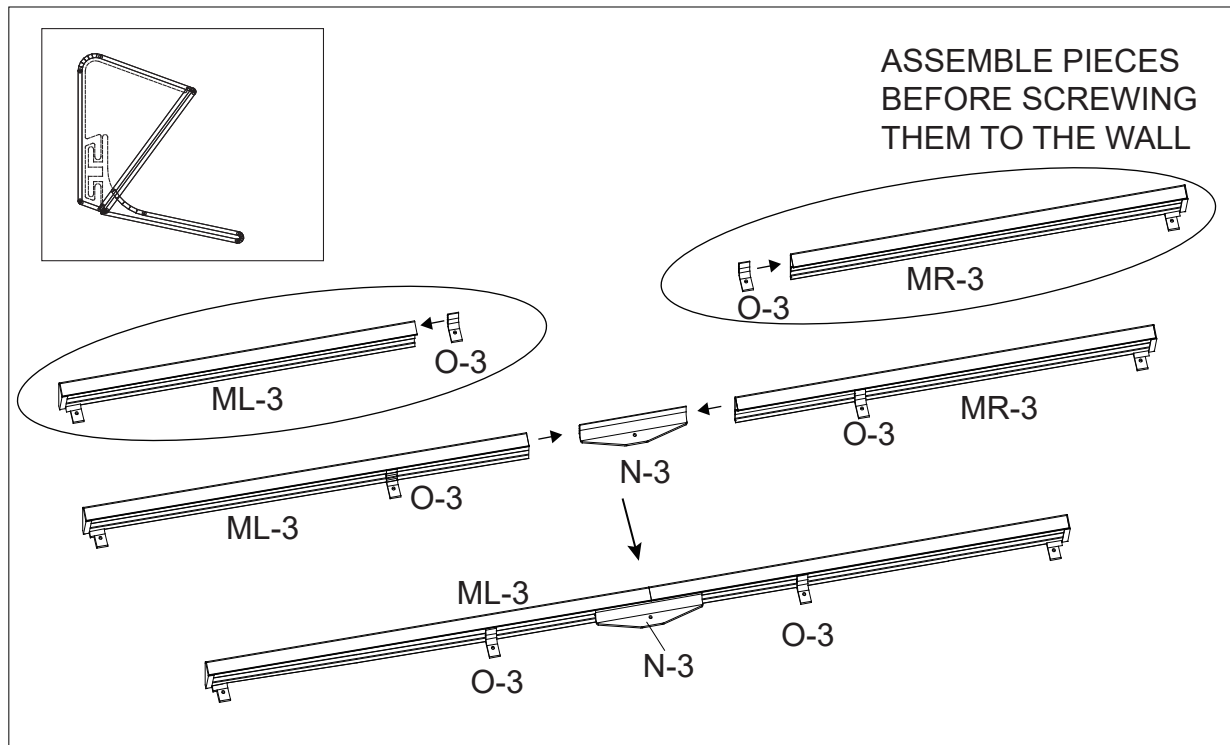 ASSEMBLE PIECES
BEFORE SCREWING
THEM TO THE WALL
MR-3
O-3
O-3
ML-3
MR-3
O-3
N-3
O-3
ML-3
ML-3
O-3
N-3
O-3